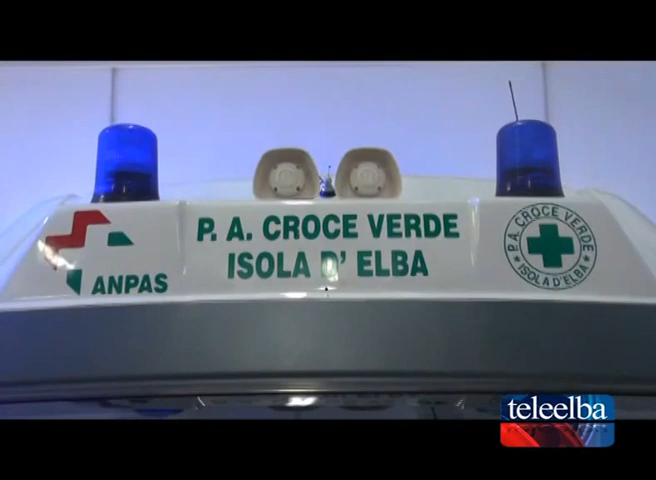 P. A. CROCE VERDE
ISOLA D' ELBA
ANPAS
P.A. CROCE VERDE
ISOLA D'ELBA
teleelba